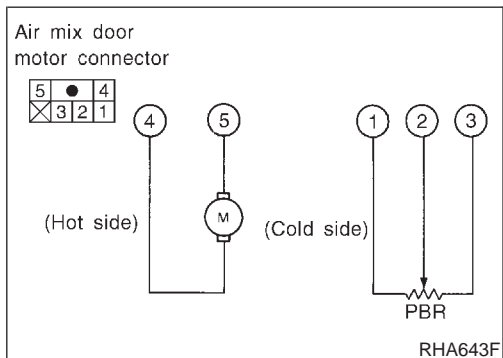 Air mix door
motor connector
5 4
3 2 1
4 5 1 2 3
(Hot side) M (Cold side)
PBR
RHA643F